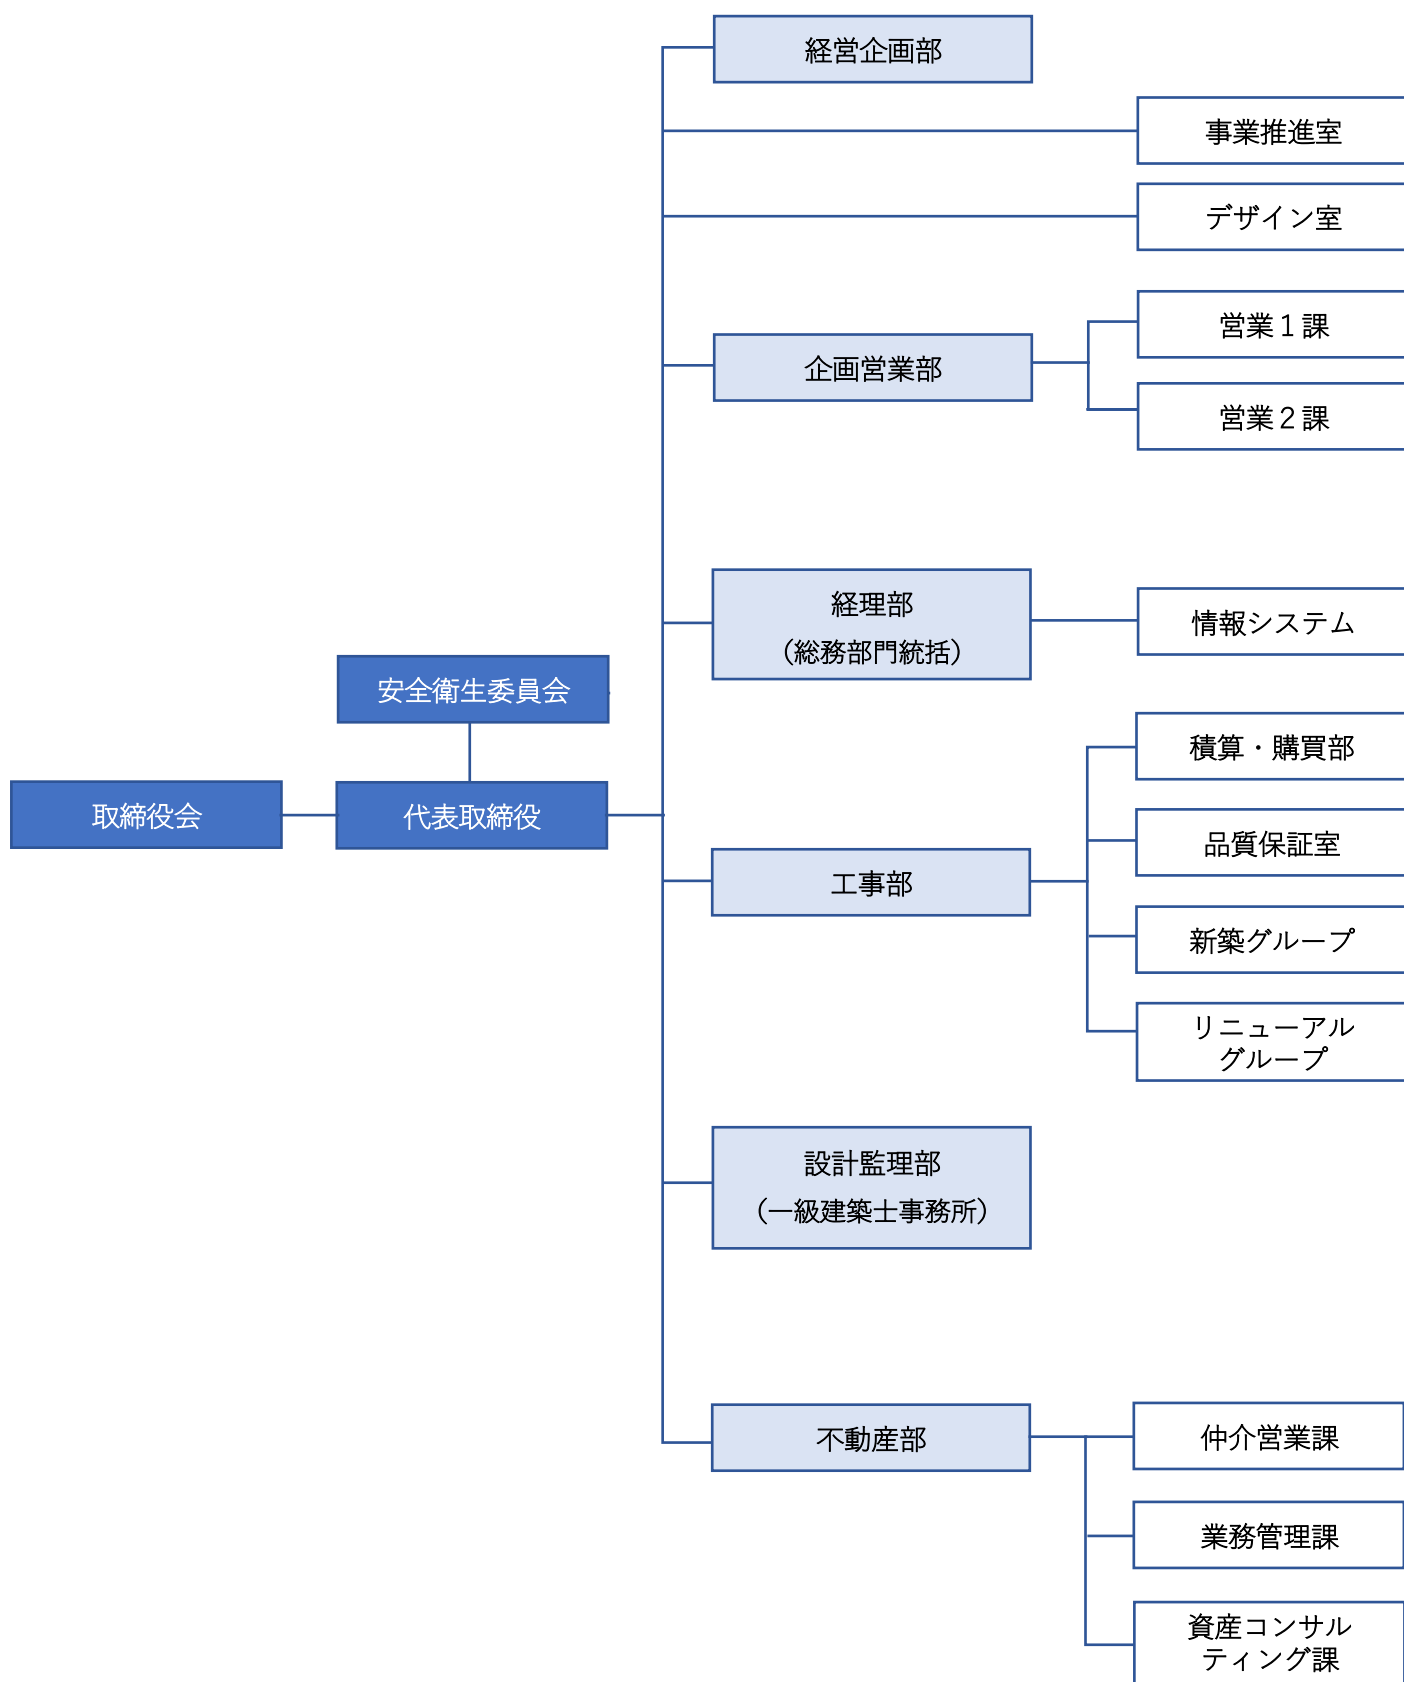 経営企画部
事業推進室
デザイン室
営業１課
企画営業部
営業２課
経理部
（総務部門統括）
情報システム
安全衛生委員会
積算・購買部
取締役会
代表取締役
品質保証室
工事部
新築グループ
リニューアル
グループ
設計監理部
（一級建築士事務所）
不動産部
仲介営業課
業務管理課
資産コンサル
ティング課